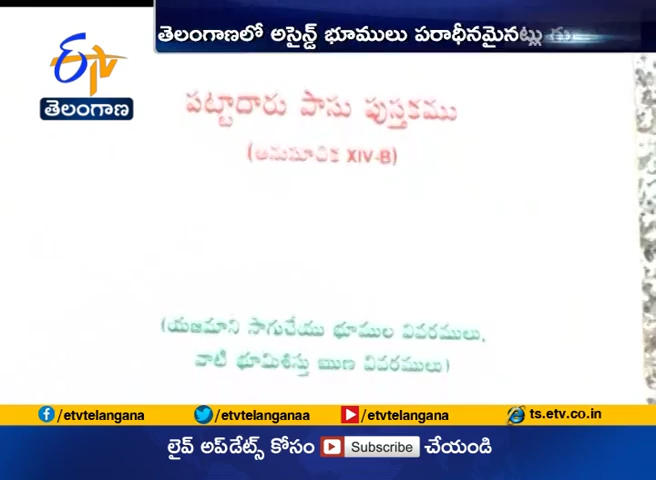 తెలంగాణలో అసైన్డ్ భూములు పరాధీనమైనట్లు
ETV
తెలంగాణ
పట్టాదారు పాసు పుస్తకము
(అనుసూచిక XIV-B)
(యజమాని సాగుచేయు భూముల వివరములు,
వాటి భూమిశిస్తు ఋణ వివరములు)
/etvtelangana /etvtelanganaa /etvtelangana ts.etv.co.in
లైవ్ అప్‌డేట్స్ కోసం Subscribe చేయండి